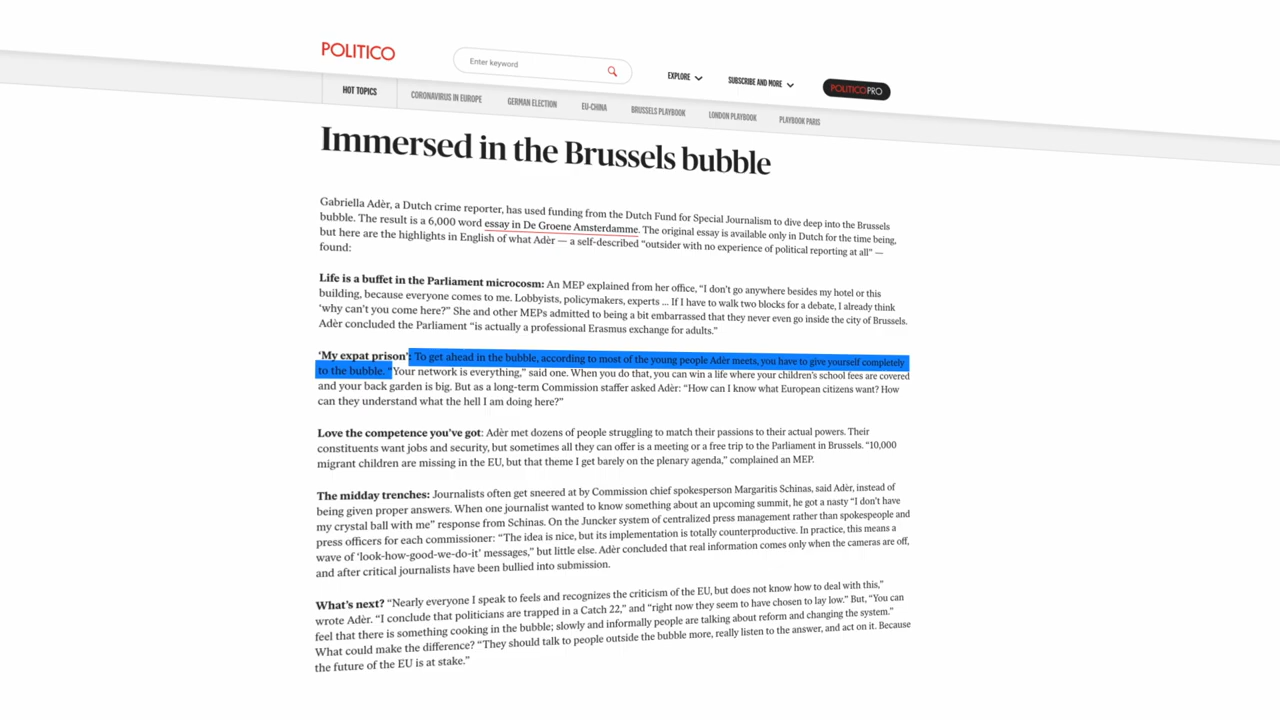 POLITICO
Enter keyword
EXPLORE
SUBSCRIBE AND MORE
POLITICOPRO
HOT TOPICS
CORONAVIRUS IN EUROPE
GERMAN ELECTION
EU-CHINA
BRUSSELS PLAYBOOK
LONDON PLAYBOOK
PLAYBOOK PARIS
Immersed in the Brussels bubble
Gabriella Adèr, a Dutch crime reporter, has used funding from the Dutch Fund for Special Journalism to dive deep into the Brussels
bubble. The result is a 6,000 word essay in De Groene Amsterdamme. The original essay is available only in Dutch for the time being,
but here are the highlights in English of what Adèr — a self-described “outsider with no experience of political reporting at all” —
found:
Life is a buffet in the Parliament microcosm: An MEP explained from her office, “I don't go anywhere besides my hotel or this
building, because everyone comes to me. Lobbyists, policymakers, experts ... If I have to walk two blocks for a debate, I already think
‘why can't you come here?” She and other MEPs admitted to being a bit embarrassed that they never even go inside the city of Brussels.
Adèr concluded the Parliament “is actually a professional Erasmus exchange for adults.”
‘My expat prison’: To get ahead in the bubble, according to most of the young people Adèr meets, you have to give yourself completely
to the bubble. “Your network is everything,” said one. When you do that, you can win a life where your children's school fees are covered
and your back garden is big. But as a long-term Commission staffer asked Adèr: “How can I know what European citizens want? How
can they understand what the hell I am doing here?”
Love the competence you've got: Adèr met dozens of people struggling to match their passions to their actual powers. Their
constituents want jobs and security, but sometimes all they can offer is a meeting or a free trip to the Parliament in Brussels. “10,000
migrant children are missing in the EU, but that theme I get barely on the plenary agenda,” complained an MEP.
The midday trenches: Journalists often get sneered at by Commission chief spokesperson Margaritis Schinas, said Adèr, instead of
being given proper answers. When one journalist wanted to know something about an upcoming summit, he got a nasty “I don't have
my crystal ball with me” response from Schinas. On the Juncker system of centralized press management rather than spokespeople and
press officers for each commissioner: “The idea is nice, but its implementation is totally counterproductive. In practice, this means a
wave of ‘look-how-good-we-do-it’ messages,” but little else. Adèr concluded that real information comes only when the cameras are off,
and after critical journalists have been bullied into submission.
What's next? “Nearly everyone I speak to feels and recognizes the criticism of the EU, but does not know how to deal with this,”
wrote Adèr. “I conclude that politicians are trapped in a Catch 22,” and “right now they seem to have chosen to lay low.” But, “You can
feel that there is something cooking in the bubble; slowly and informally people are talking about reform and changing the system.”
What could make the difference? “They should talk to people outside the bubble more, really listen to the answer, and act on it. Because
the future of the EU is at stake.”